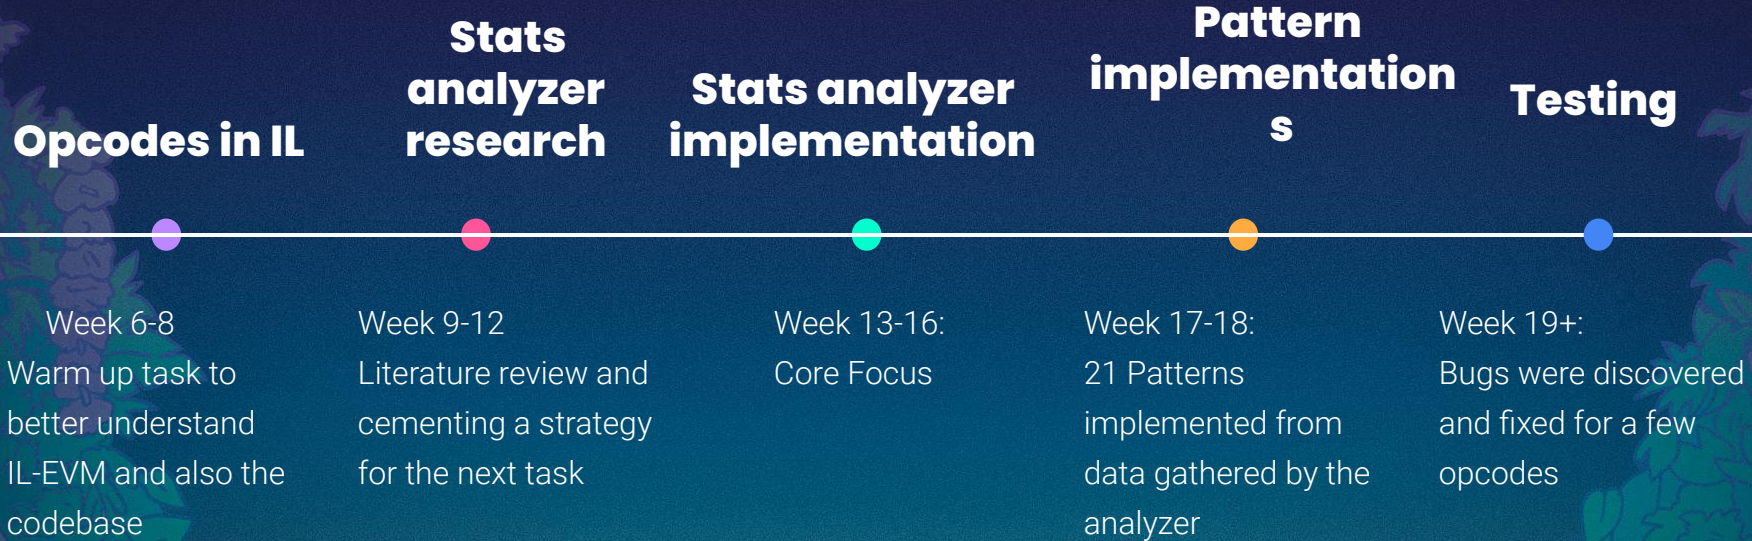 Opcodes in IL
Stats
analyzer
research
Stats analyzer
implementation
Pattern
implementation
s
Testing
Week 6-8
Warm up task to
better understand
IL-EVM and also the
codebase
Week 9-12
Literature review and
cementing a strategy
for the next task
Week 13-16:
Core Focus
Week 17-18:
21 Patterns
implemented from
data gathered by the
analyzer
Week 19+:
Bugs were discovered
and fixed for a few
opcodes